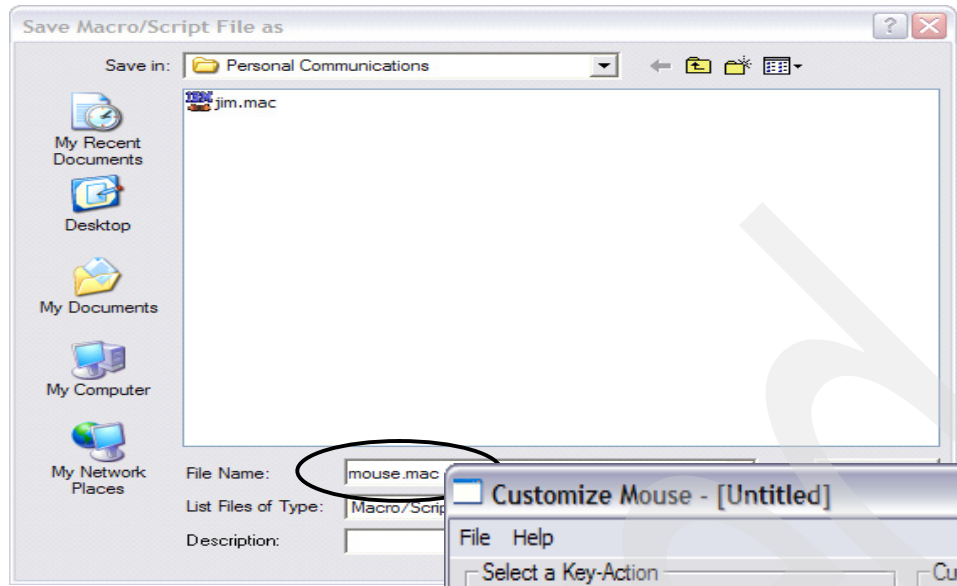 Save Macro/Script File as
Save in: Personal Communications
IBM jim.mac
My Recent
Documents
Desktop
My Documents
My Computer
My Network
Places
File Name: mouse.mac
List Files of Type: Macro/Scrip
Description:
Customize Mouse - [Untitled]
File Help
Select a Key-Action
Cu